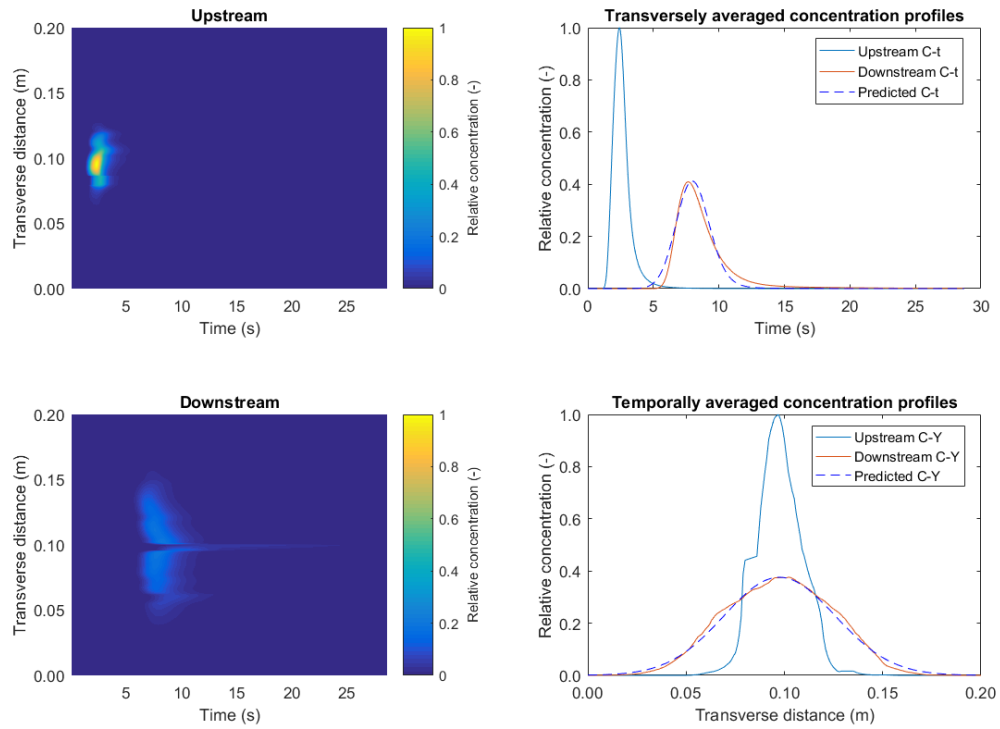 Upstream
Transverse distance (m)
0.20
0.15
0.10
0.05
0.00
5
10
15
20
25
Time (s)
1
0.8
0.6
0.4
0.2
0
Relative concentration (-)
Transversely averaged concentration profiles
Relative concentration (-)
1.0
0.8
0.6
0.4
0.2
0.0
0
5
10
15
20
25
30
Time (s)
Upstream C-t
Downstream C-t
Predicted C-t
Downstream
Transverse distance (m)
0.20
0.15
0.10
0.05
0.00
5
10
15
20
25
Time (s)
1
0.8
0.6
0.4
0.2
0
Relative concentration (-)
Temporally averaged concentration profiles
Relative concentration (-)
1.0
0.8
0.6
0.4
0.2
0.0
0.00
0.05
0.10
0.15
0.20
Transverse distance (m)
Upstream C-Y
Downstream C-Y
Predicted C-Y